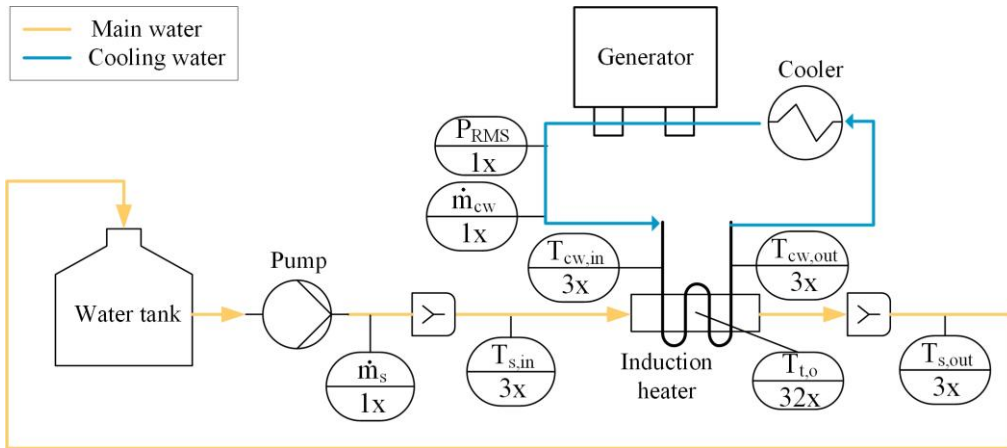 Main water
Cooling water
Generator
Cooler
P_RMS
1x
ṁ_cw
1x
T_cw,in
3x
T_cw,out
3x
Pump
Water tank
ṁ_s
1x
T_s,in
3x
Induction
heater
T_t,o
32x
T_s,out
3x